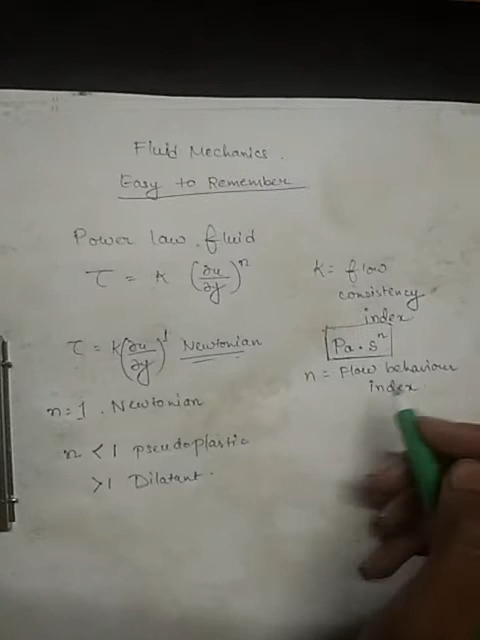 Fluid Mechanics.
Easy to Remember
Power law fluid
τ = K (∂u/∂y)^n
K = flow
consistency
index
Pa·s^n
τ = K(∂u/∂y)^1 Newtonian
n = Flow behaviour
index.
n=1. Newtonian
n < 1 pseudoplastic
>1 Dilatant.